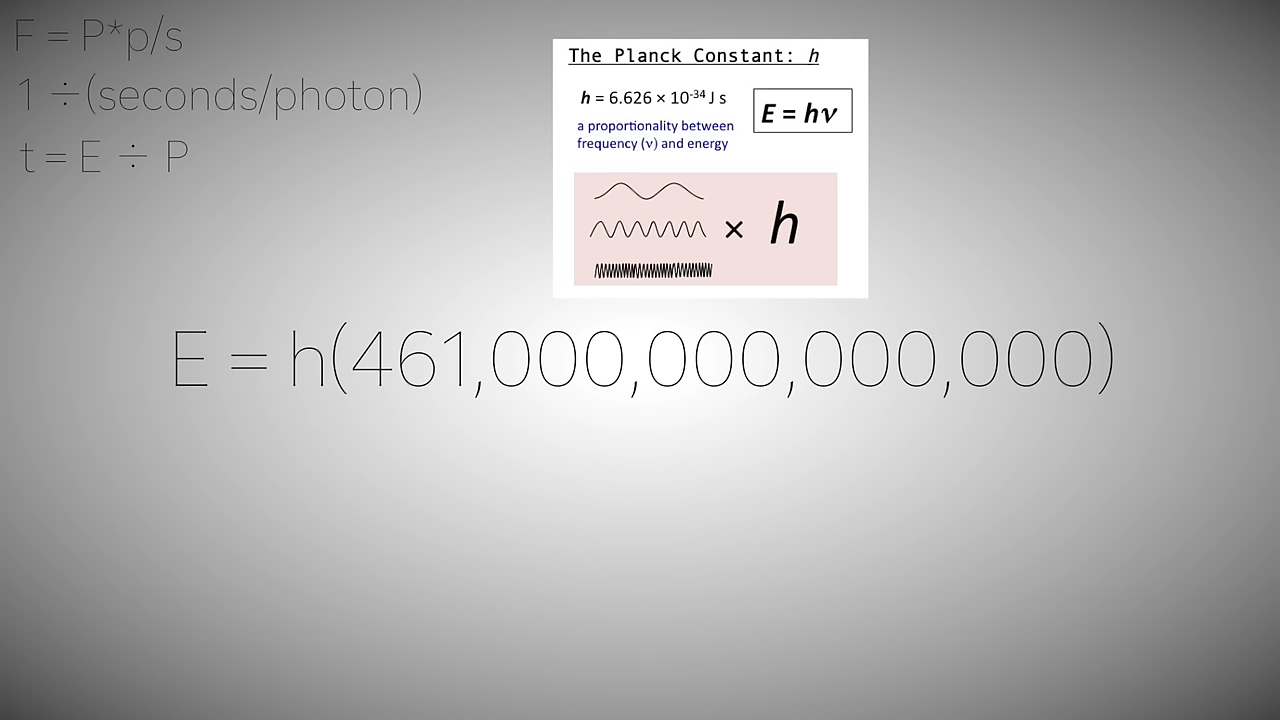 F = P*p/s
1 ÷(seconds/photon)
t = E ÷ P
The Planck Constant: h
h = 6.626 × 10-34 J s
a proportionality between
frequency (ν) and energy
E = hν
× h
E = h(461,000,000,000,000)